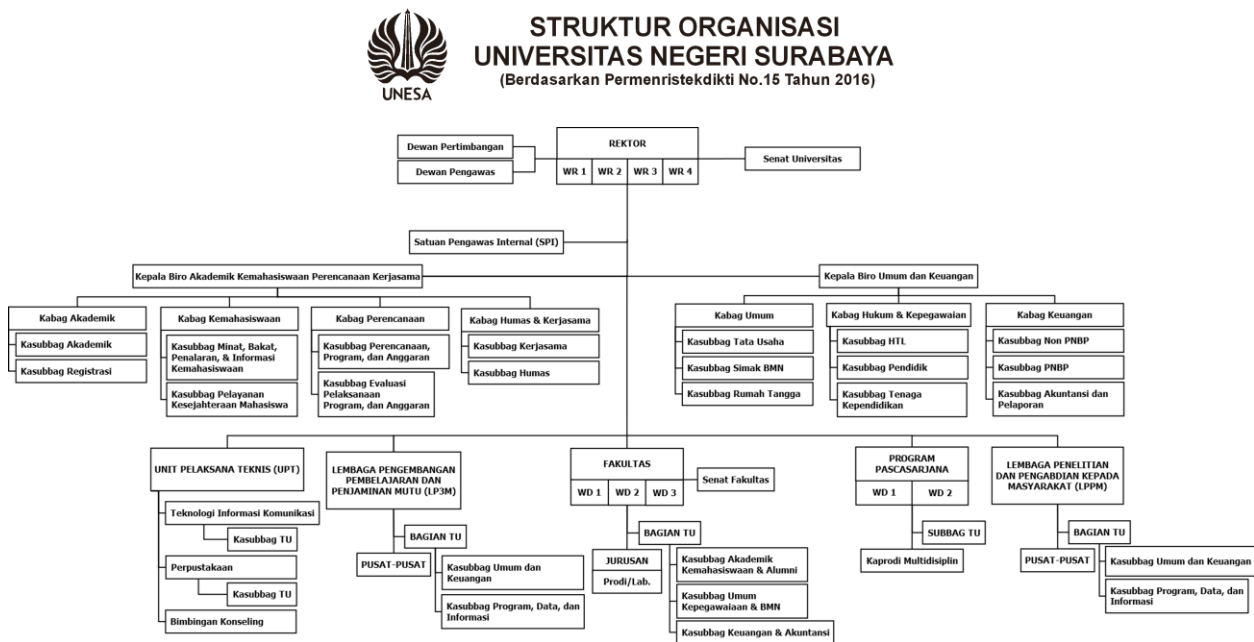 STRUKTUR ORGANISASI
UNIVERSITAS NEGERI SURABAYA
(Berdasarkan Permenristekdikti No.15 Tahun 2016)
UNESA
Dewan Pertimbangan
Dewan Pengawas
REKTOR
WR 1 WR 2 WR 3 WR 4
Senat Universitas
Satuan Pengawas Internal (SPI)
Kepala Biro Akademik Kemahasiswaan Perencanaan Kerjasama
Kepala Biro Umum dan Keuangan
Kabag Akademik
Kasubbag Akademik
Kasubbag Registrasi
Kabag Kemahasiswaan
Kasubbag Minat, Bakat,
Penalaran, & Informasi
Kemahasiswaan
Kasubbag Pelayanan
Kesejahteraan Mahasiswa
Kabag Perencanaan
Kasubbag Perencanaan,
Program, dan Anggaran
Kasubbag Evaluasi
Pelaksanaan
Program, dan Anggaran
Kabag Humas & Kerjasama
Kasubbag Kerjasama
Kasubbag Humas
Kabag Umum
Kasubbag Tata Usaha
Kasubbag Simak BMN
Kasubbag Rumah Tangga
Kabag Hukum & Kepegawaian
Kasubbag HTL
Kasubbag Pendidik
Kasubbag Tenaga
Kependidikan
Kabag Keuangan
Kasubbag Non PNBP
Kasubbag PNBP
Kasubbag Akuntansi dan
Pelaporan
UNIT PELAKSANA TEKNIS (UPT)
Teknologi Informasi Komunikasi
Kasubbag TU
Perpustakaan
Kasubbag TU
Bimbingan Konseling
LEMBAGA PENGEMBANGAN
PEMBELAJARAN DAN
PENJAMINAN MUTU (LP3M)
BAGIAN TU
PUSAT-PUSAT
Kasubbag Umum dan
Keuangan
Kasubbag Program, Data, dan
Informasi
FAKULTAS
WD 1 WD 2 WD 3
Senat Fakultas
BAGIAN TU
JURUSAN
Prodi/Lab.
Kasubbag Akademik
Kemahasiswaan & Alumni
Kasubbag Umum
Kepegawaiaan & BMN
Kasubbag Keuangan & Akuntansi
PROGRAM
PASCASARJANA
WD 1 WD 2
SUBBAG TU
Kaprodi Multidisiplin
LEMBAGA PENELITIAN
DAN PENGABDIAN KEPADA
MASYARAKAT (LPPM)
BAGIAN TU
PUSAT-PUSAT
Kasubbag Umum dan Keuangan
Kasubbag Program, Data, dan
Informasi